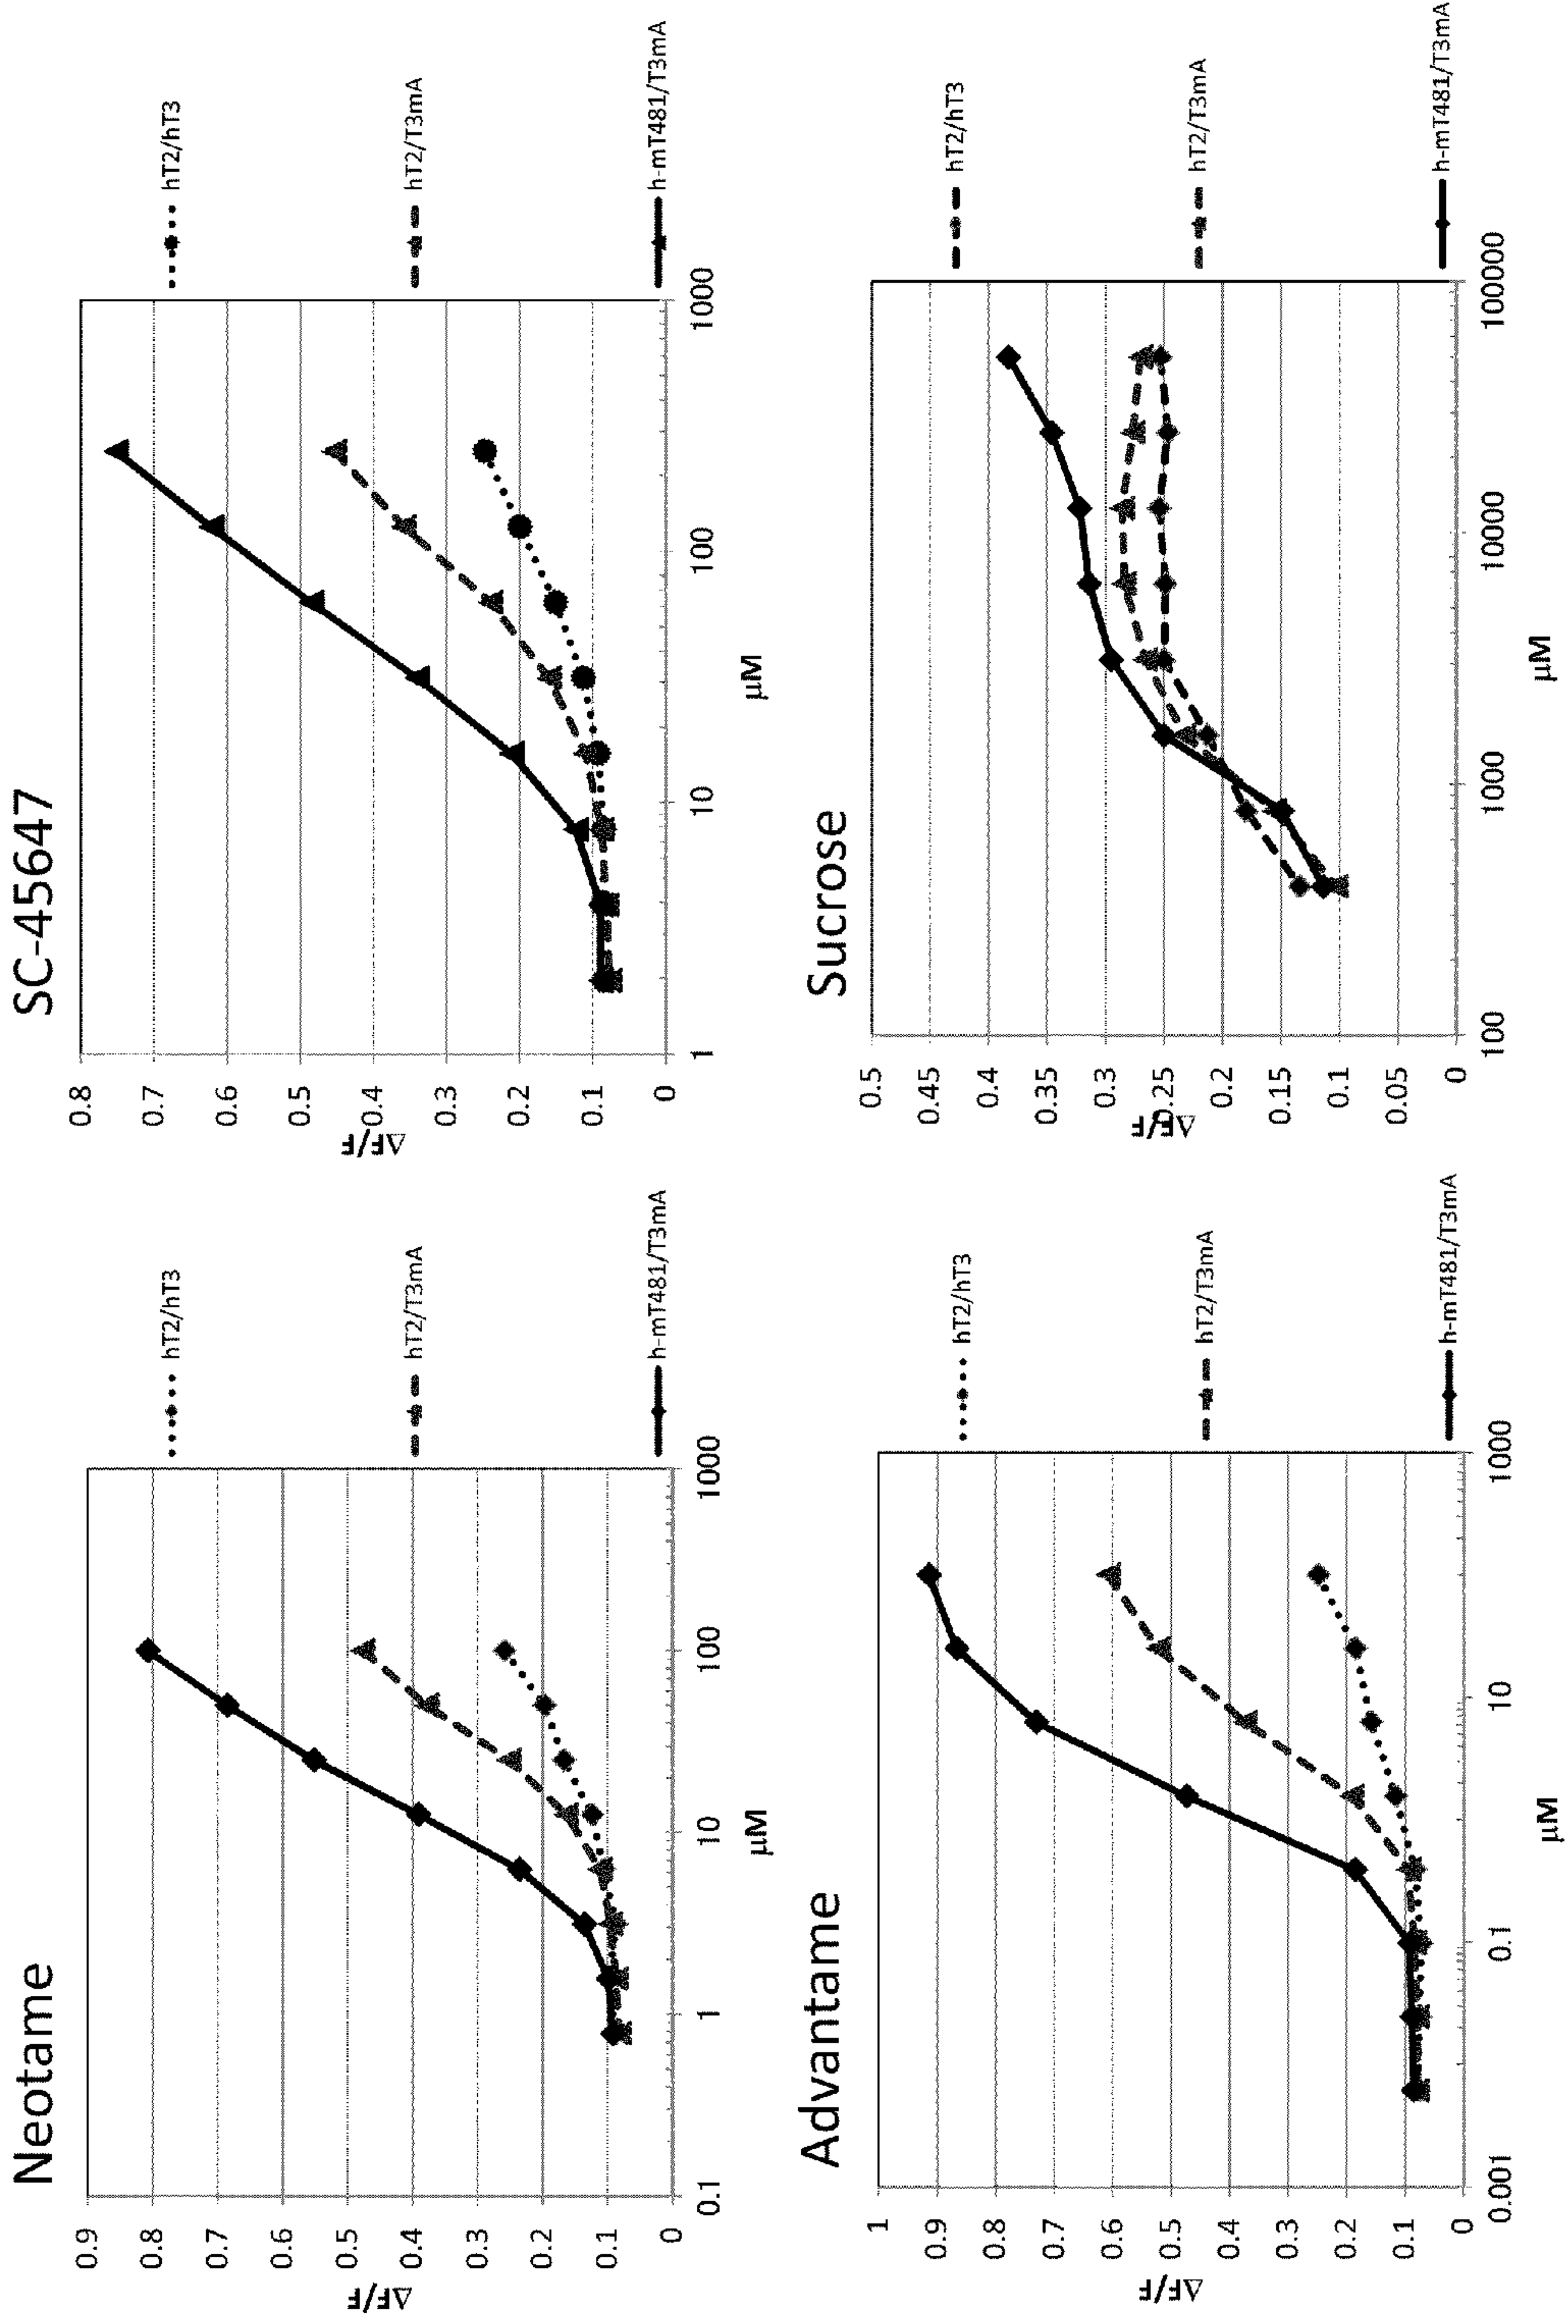 Neotame
ΔF/F
0.9
0.8
0.7
0.6
0.5
0.4
0.3
0.2
0.1
0
0.1
1
10
100
1000
μM
hT2/hT3
hT2/T3mA
h-mT481/T3mA
SC-45647
ΔF/F
0.8
0.7
0.6
0.5
0.4
0.3
0.2
0.1
0
1
10
100
1000
μM
hT2/hT3
hT2/T3mA
h-mT481/T3mA
Advantame
ΔF/F
1
0.9
0.8
0.7
0.6
0.5
0.4
0.3
0.2
0.1
0
0.001
0.1
10
1000
μM
hT2/hT3
hT2/T3mA
h-mT481/T3mA
Sucrose
ΔF/F
0.5
0.45
0.4
0.35
0.3
0.25
0.2
0.15
0.1
0.05
0
100
1000
10000
100000
μM
hT2/hT3
hT2/T3mA
h-mT481/T3mA